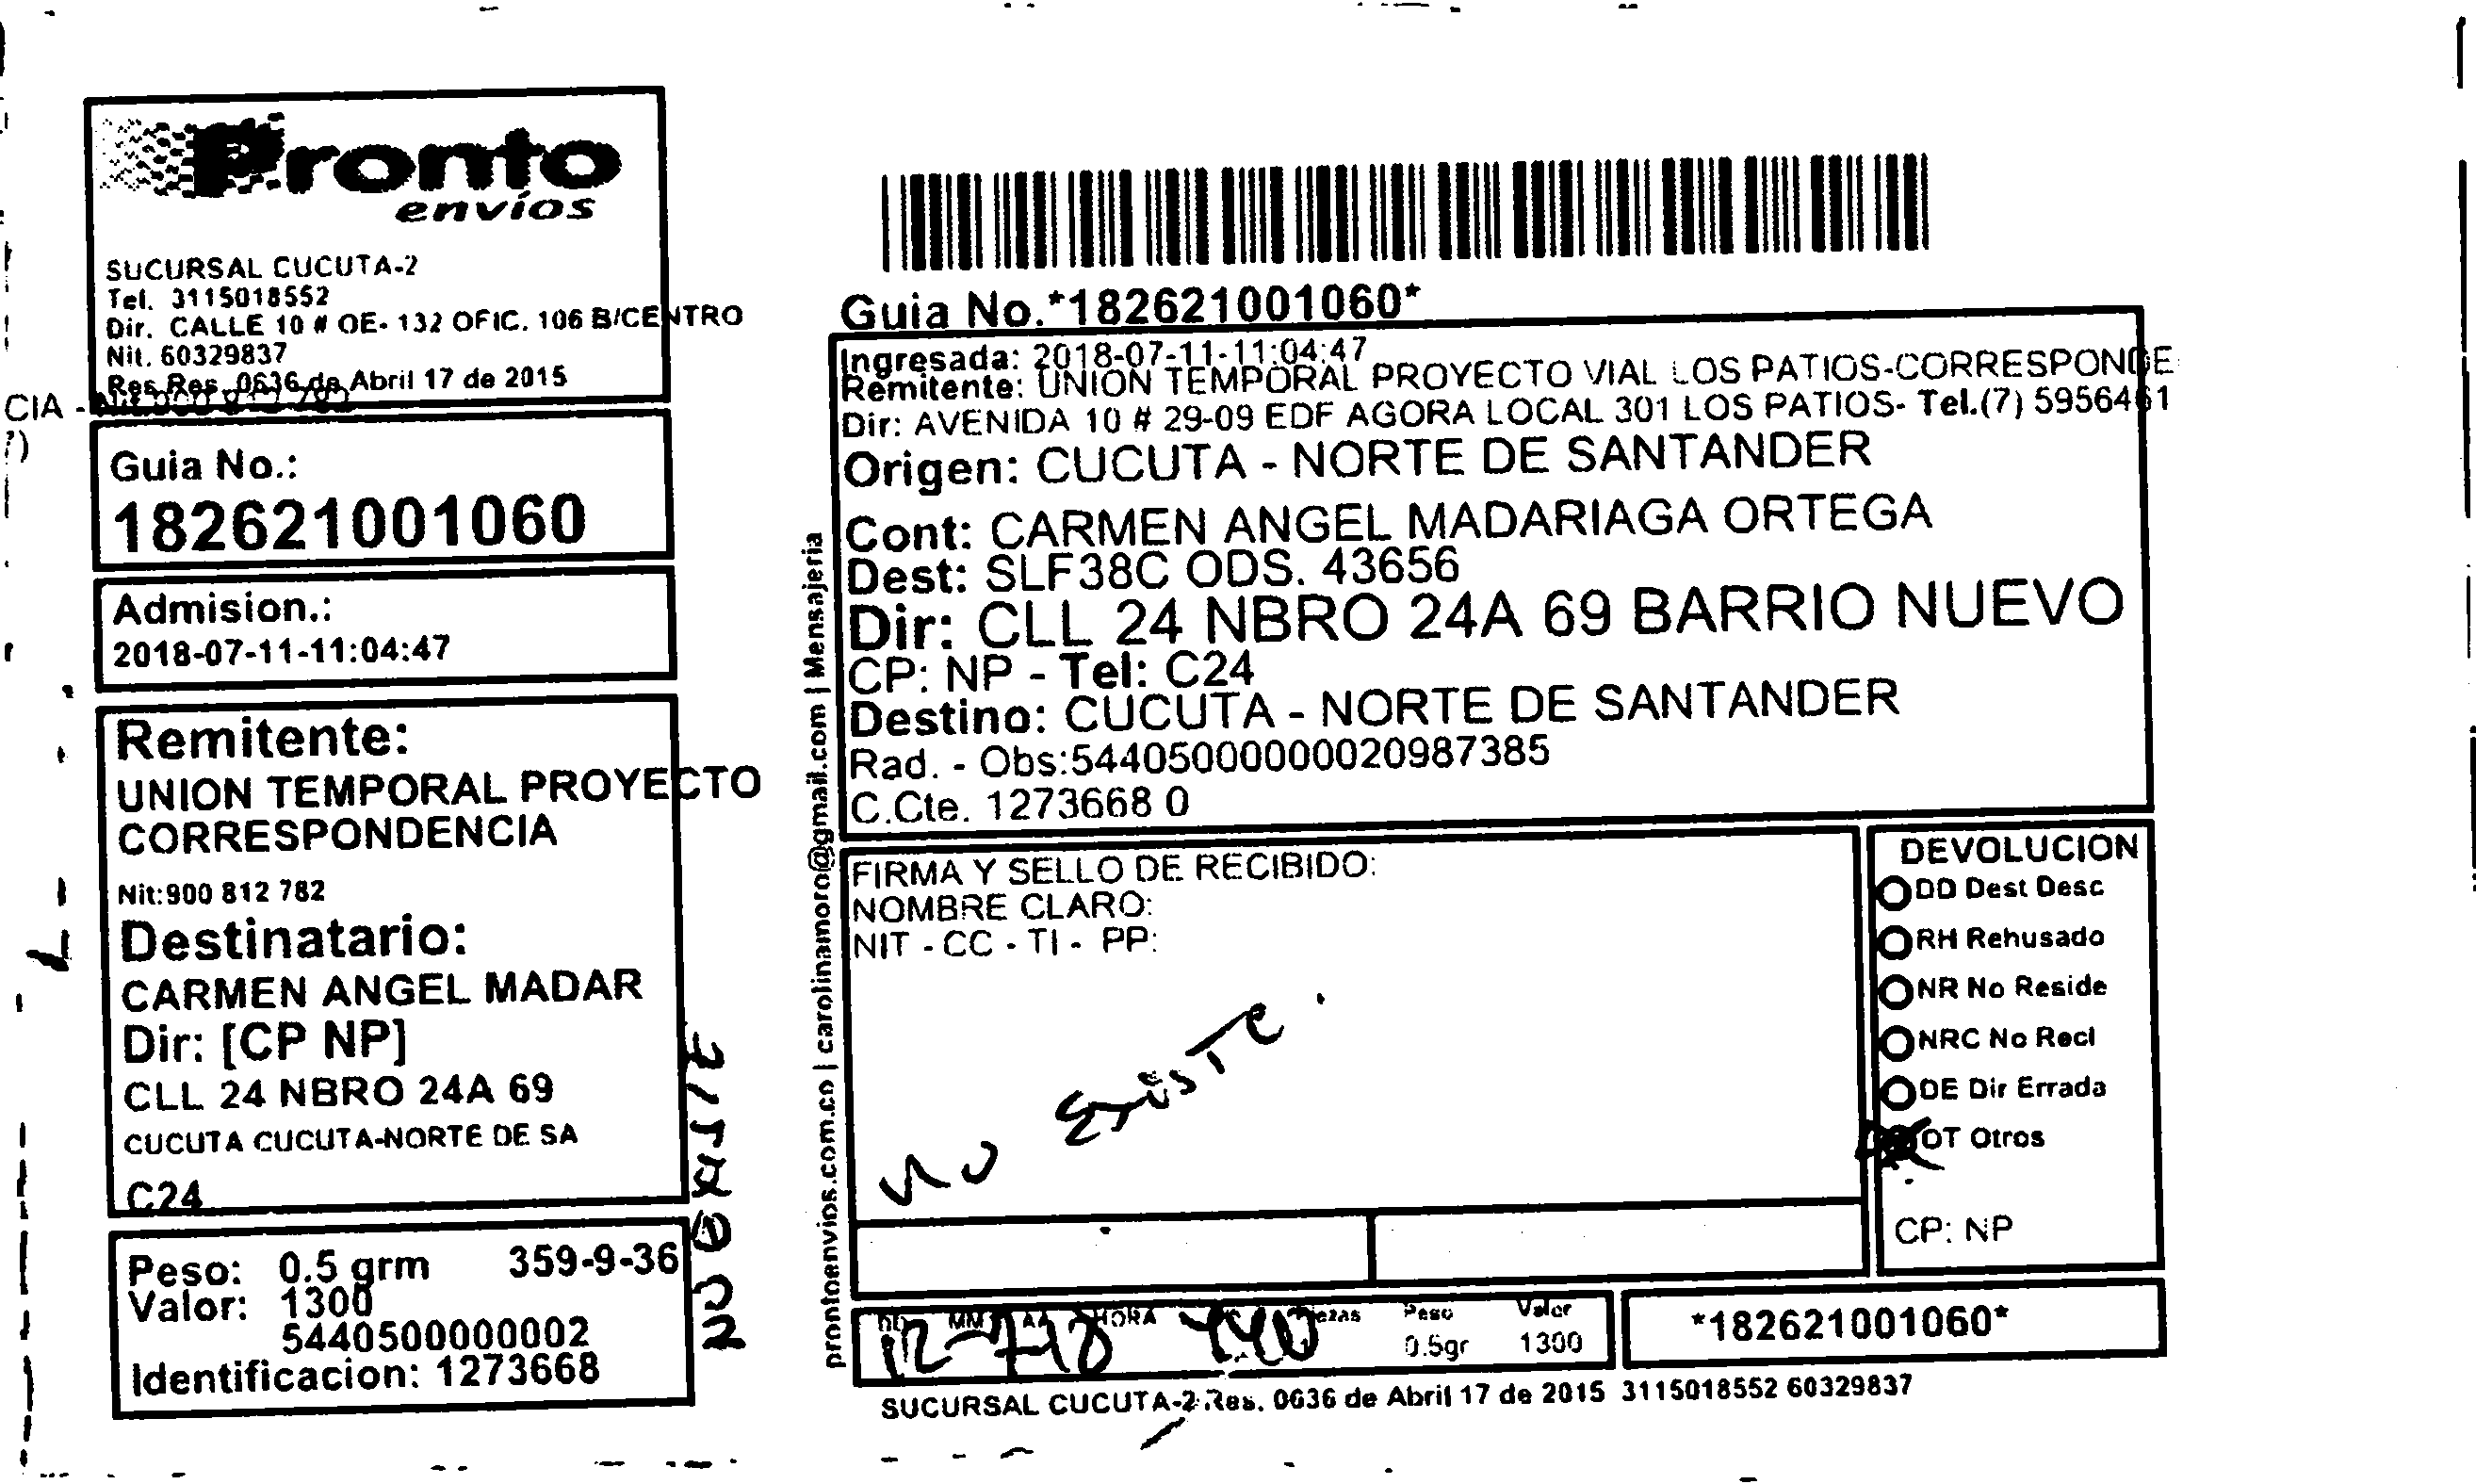 Pronto
envíos
SUCURSAL CUCUTA-2
Tel. 3115018552
Dir. CALLE 10 # OE- 132 OFIC. 106 B/CENTRO
Nit. 60329837
Res Res. 0636 de Abril 17 de 2015
CIA -
Guia No.:
182621001060
Admision.:
2018-07-11-11:04:47
Remitente:
UNION TEMPORAL PROYECTO
CORRESPONDENCIA
Nit:900 812 782
Destinatario:
CARMEN ANGEL MADAR
Dir: [CP NP]
CLL 24 NBRO 24A 69
CUCUTA CUCUTA-NORTE DE SA
C24
Peso: 0.5 grm 359-9-36
Valor: 1300
5440500000002
Identificacion: 1273668
prontoenvios.com.co | carolinamoro@gmail.com | Mensajeria
Guia No.*182621001060*
Ingresada: 2018-07-11-11:04:47
Remitente: UNION TEMPORAL PROYECTO VIAL LOS PATIOS-CORRESPONDE
Dir: AVENIDA 10 # 29-09 EDF AGORA LOCAL 301 LOS PATIOS- Tel.(7) 5956461
Origen: CUCUTA - NORTE DE SANTANDER
Cont: CARMEN ANGEL MADARIAGA ORTEGA
Dest: SLF38C ODS. 43656
Dir: CLL 24 NBRO 24A 69 BARRIO NUEVO
CP: NP - Tel: C24
Destino: CUCUTA - NORTE DE SANTANDER
Rad. - Obs:544050000000020987385
C.Cte. 1273668 0
FIRMA Y SELLO DE RECIBIDO:
NOMBRE CLARO:
NIT - CC - TI - PP:
No Existe.
DEVOLUCION
DD Dest Desc
RH Rehusado
NR No Reside
NRC No Recl
DE Dir Errada
OT Otros
CP: NP
DD MM AA HORA Peso Valor
12-7-18 0.5gr 1300
*182621001060*
SUCURSAL CUCUTA-2 Res. 0636 de Abril 17 de 2015 3115018552 60329837